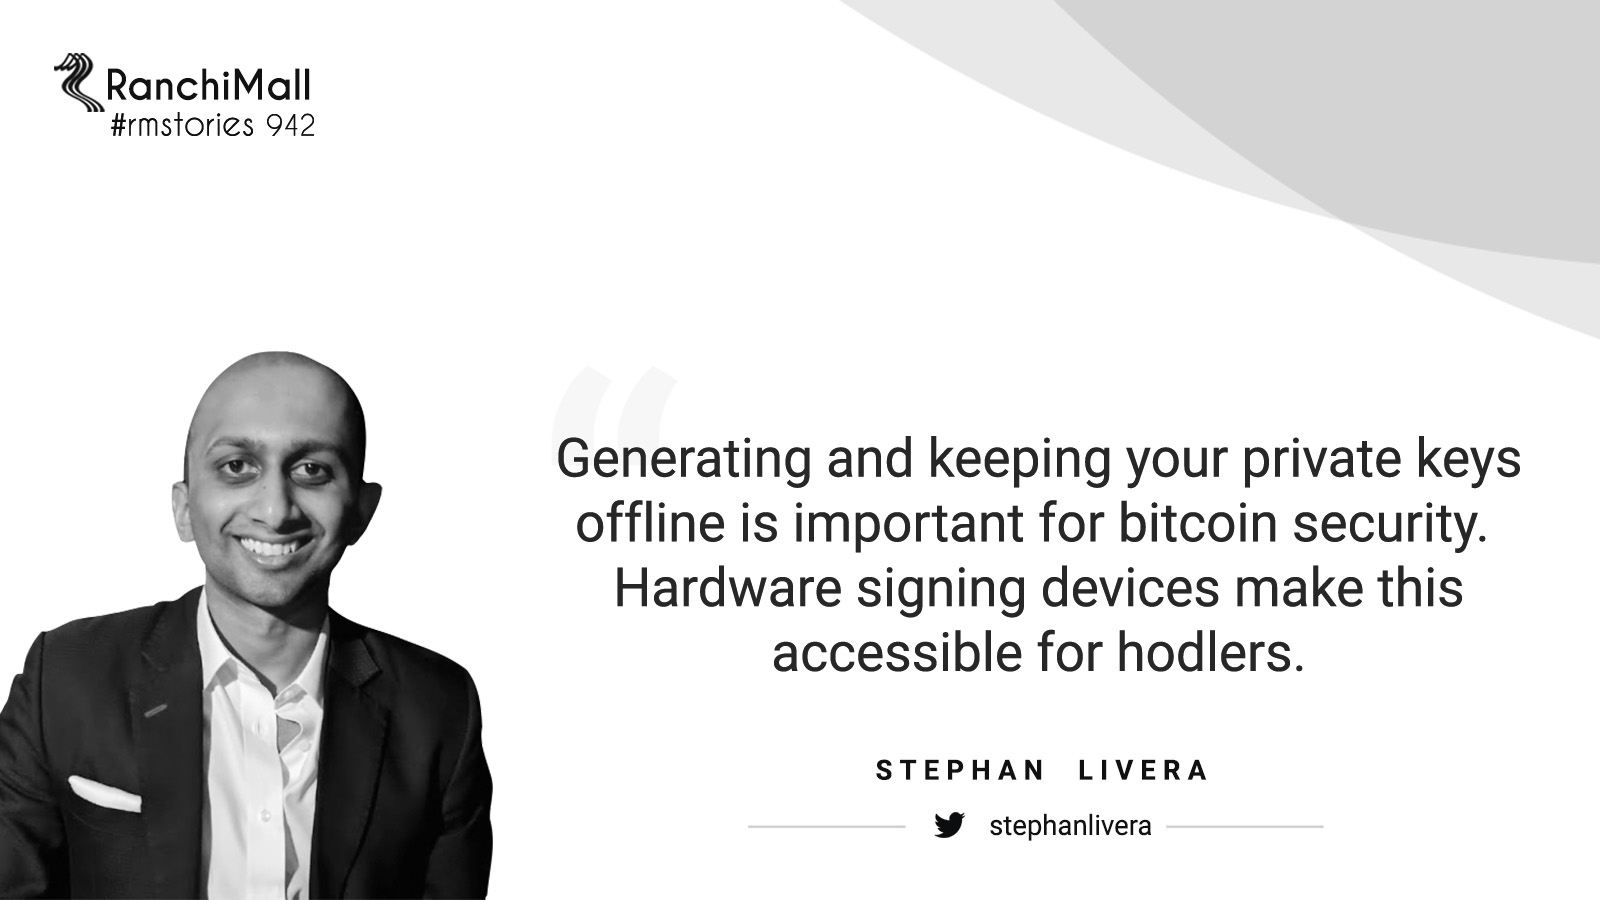 RanchiMall
#rmstories 942
Generating and keeping your private keys
offline is important for bitcoin security.
Hardware signing devices make this
accessible for hodlers.
STEPHAN LIVERA
stephanlivera